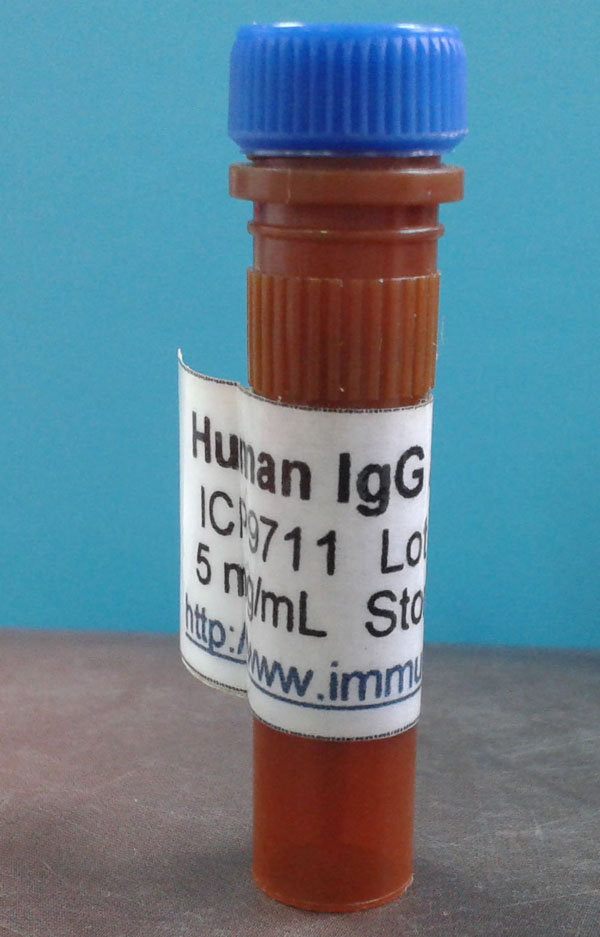 Human IgG
ICP9711 Lot
5 mg/mL Sto
http://www.immu